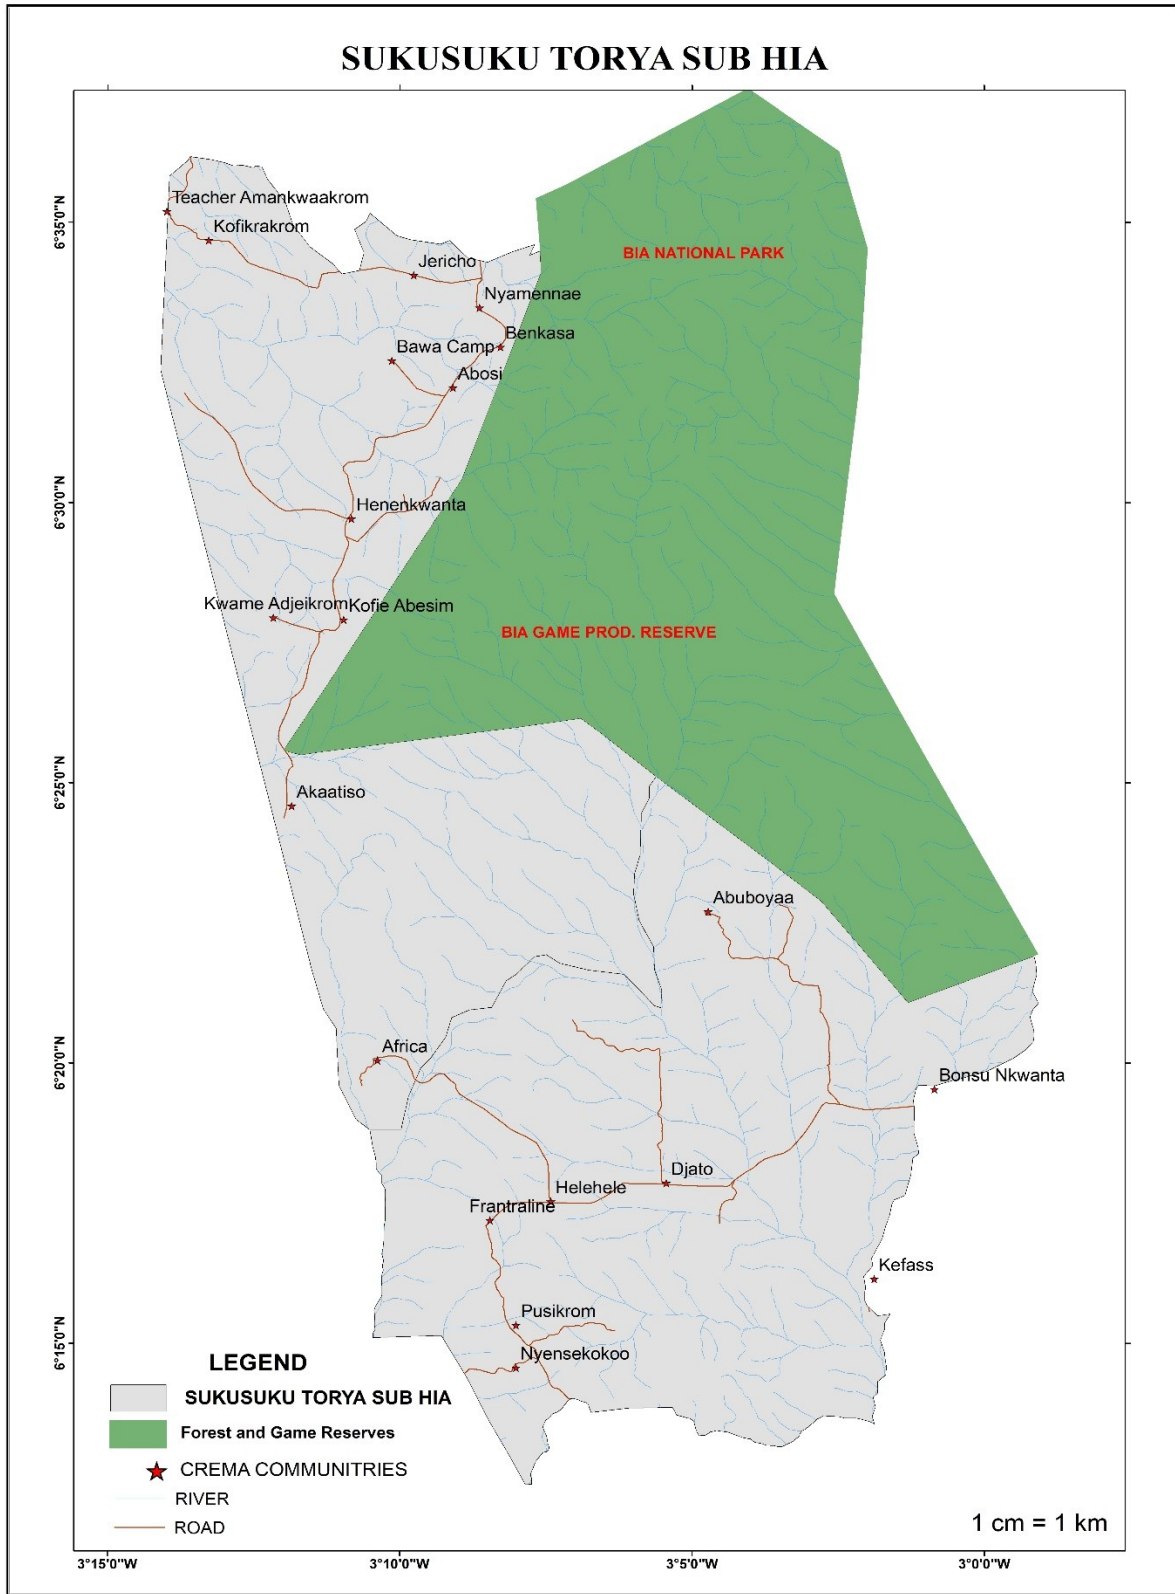 SUKUSUKU TORYA SUB HIA
BIA NATIONAL PARK
BIA GAME PROD. RESERVE
Teacher Amankwaakrom
Kofikrakrom
Jericho
Nyamennae
Benkasa
Bawa Camp
Abosi
Henenkwanta
Kwame Adjeikrom
Kofie Abesim
Akaatiso
Abuboyaa
Africa
Bonsu Nkwanta
Djato
Helehele
Frantraline
Kefass
Pusikrom
Nyensekokoo
6°35'0"N
6°30'0"N
6°25'0"N
6°20'0"N
6°15'0"N
LEGEND
SUKUSUKU TORYA SUB HIA
Forest and Game Reserves
CREMA COMMUNITRIES
RIVER
ROAD
1 cm = 1 km
3°15'0"W
3°10'0"W
3°5'0"W
3°0'0"W